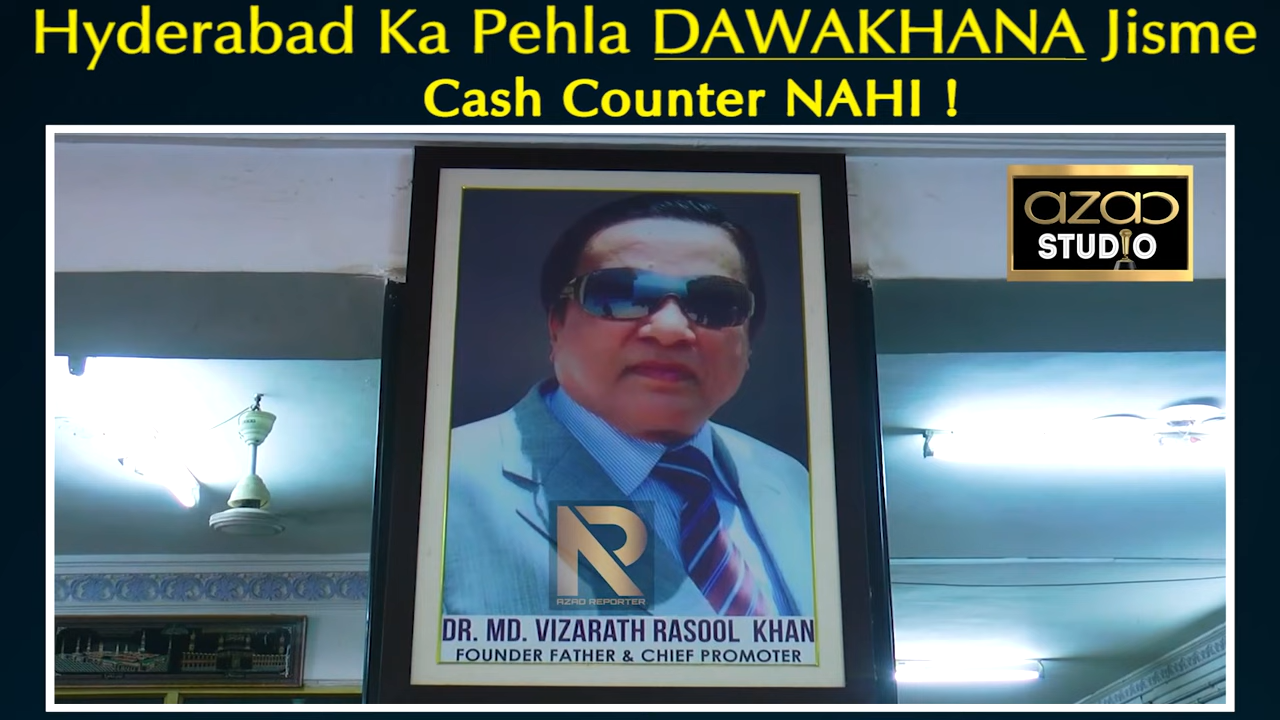 Hyderabad Ka Pehla DAWAKHANA Jisme
Cash Counter NAHI !
AZAD
STUDIO
AZAD REPORTER
DR. MD. VIZARATH RASOOL KHAN
FOUNDER FATHER & CHIEF PROMOTER